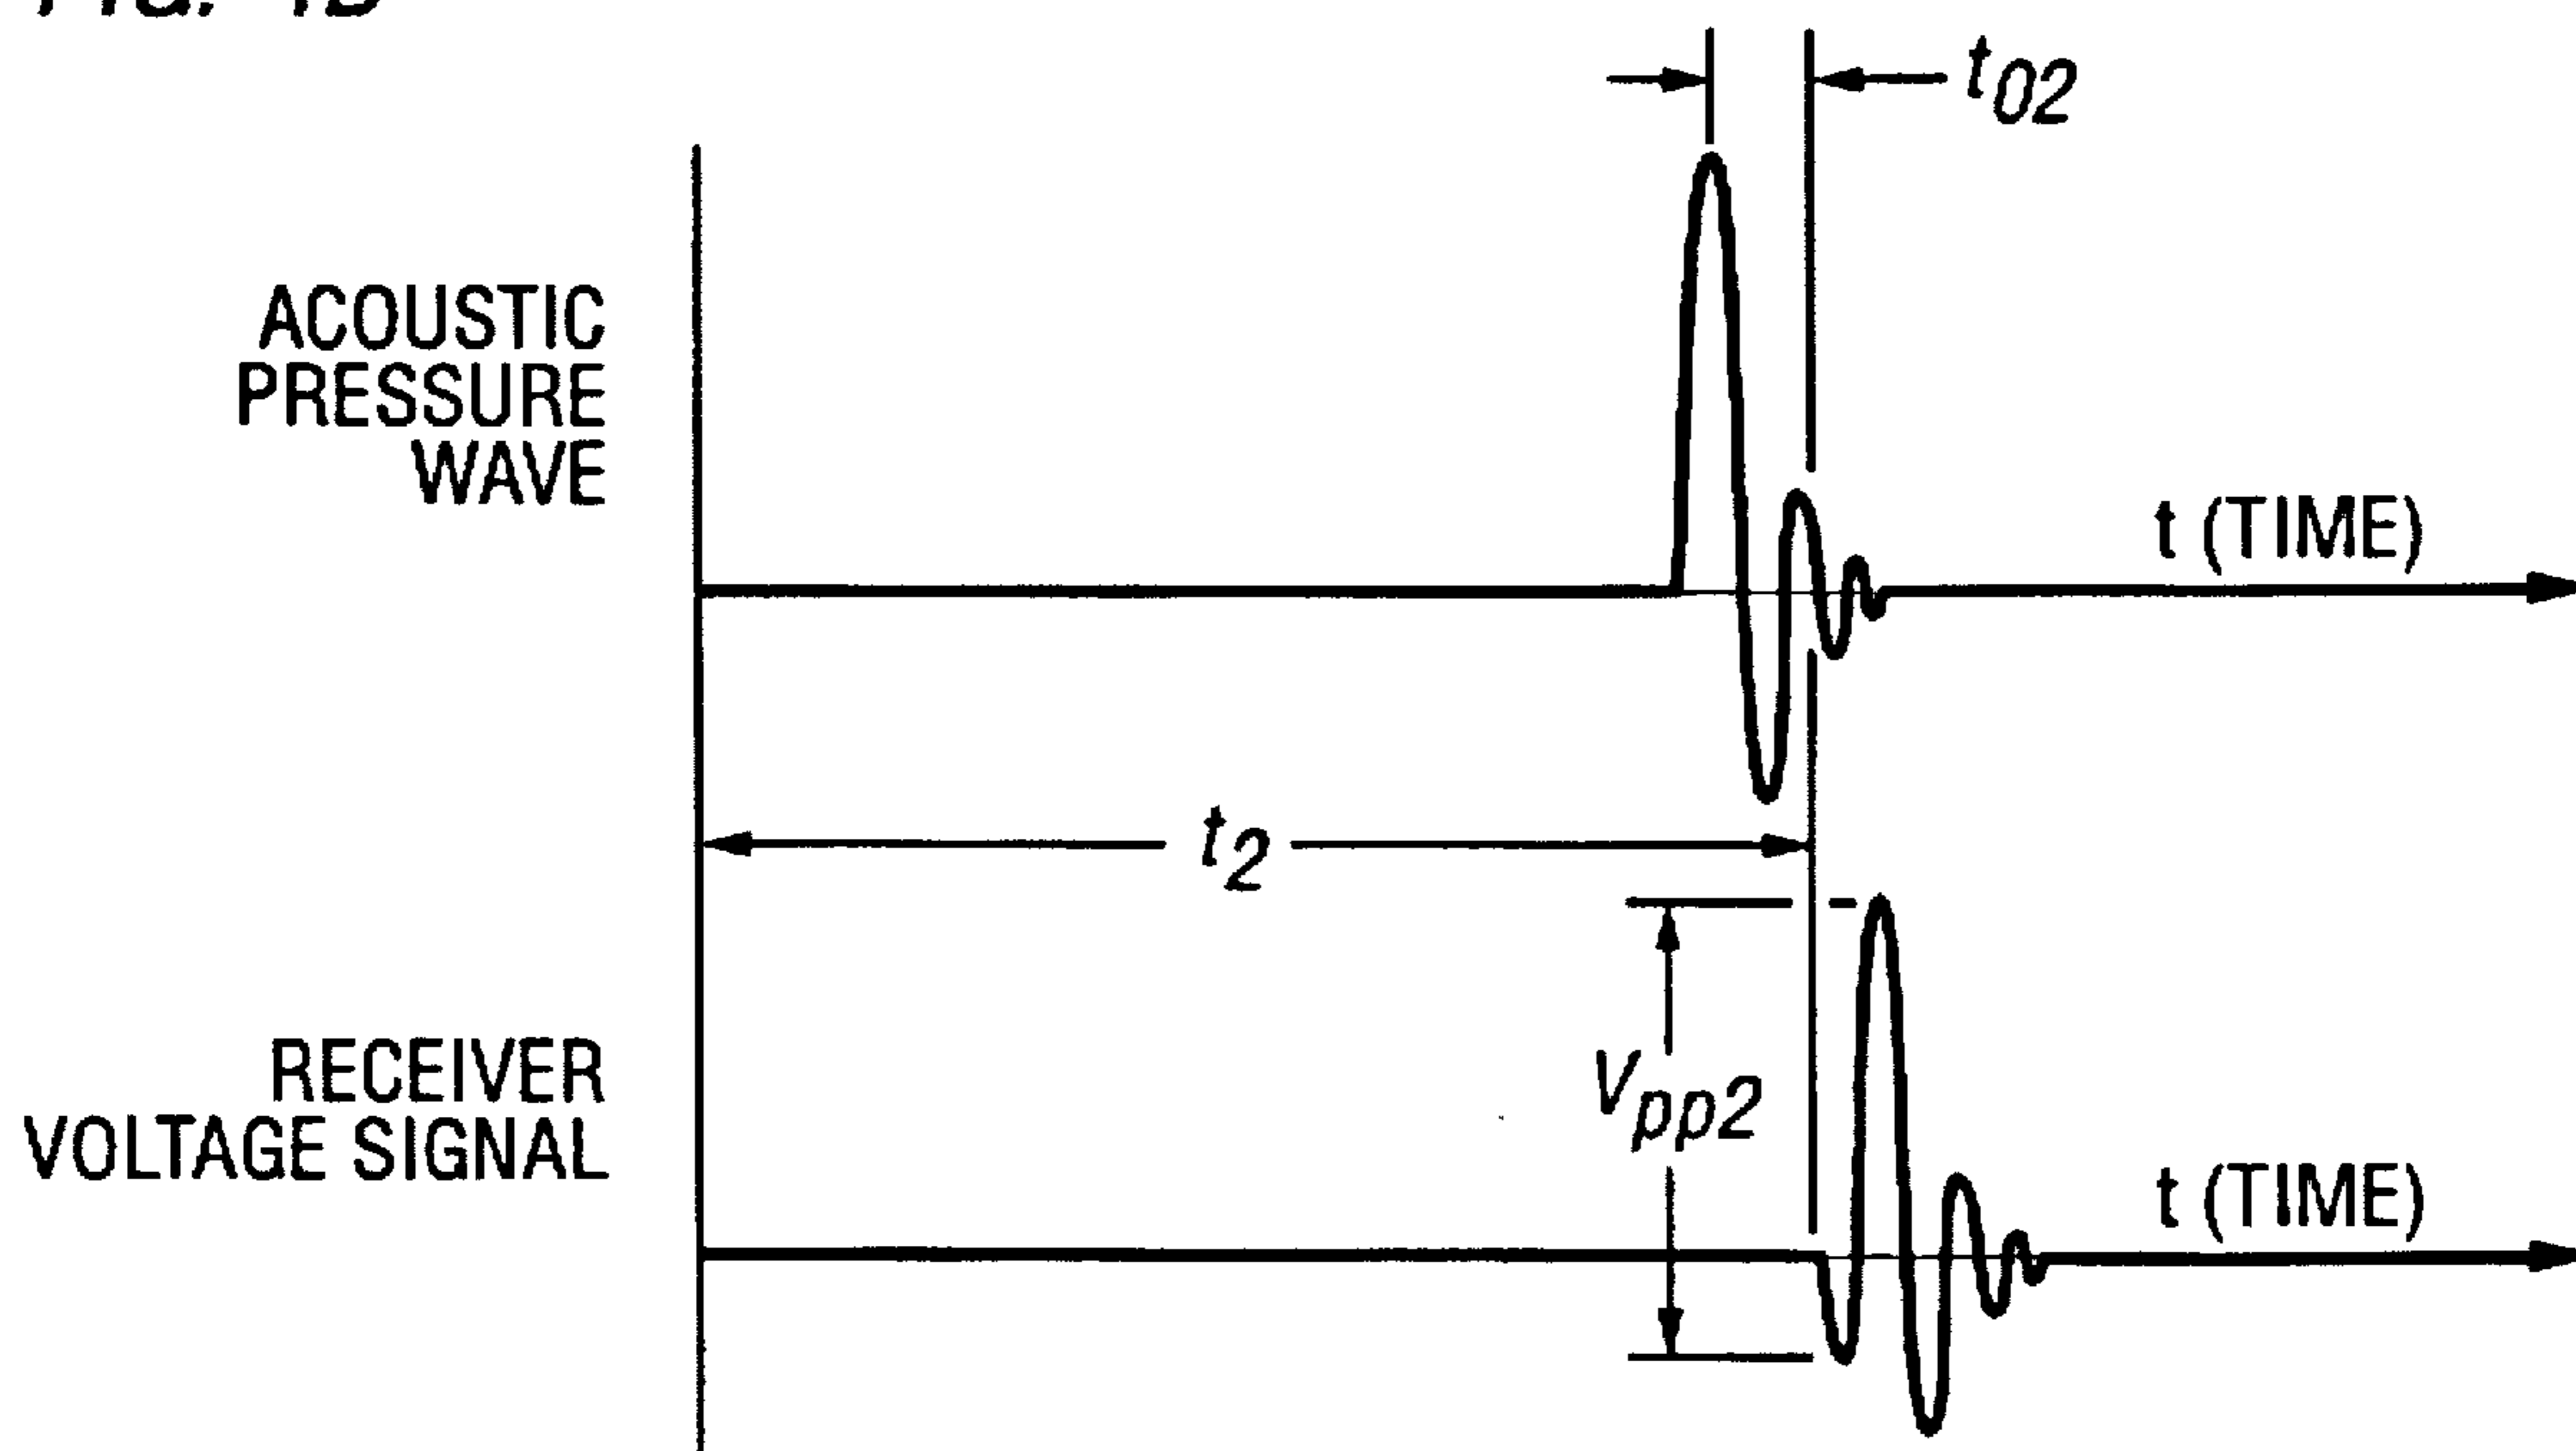 t02
ACOUSTIC
PRESSURE
WAVE
t (TIME)
t2
Vpp2
RECEIVER
VOLTAGE SIGNAL
t (TIME)